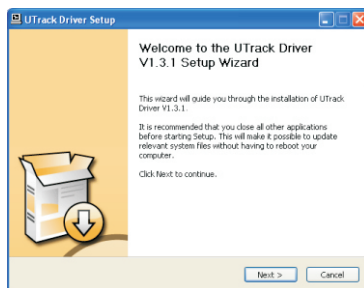 UTrack Driver Setup
Welcome to the UTrack Driver
V1.3.1 Setup Wizard
This wizard will guide you through the installation of UTrack
Driver V1.3.1.
It is recommended that you close all other applications
before starting Setup. This will make it possible to update
relevant system files without having to reboot your
computer.
Click Next to continue.
Next >
Cancel